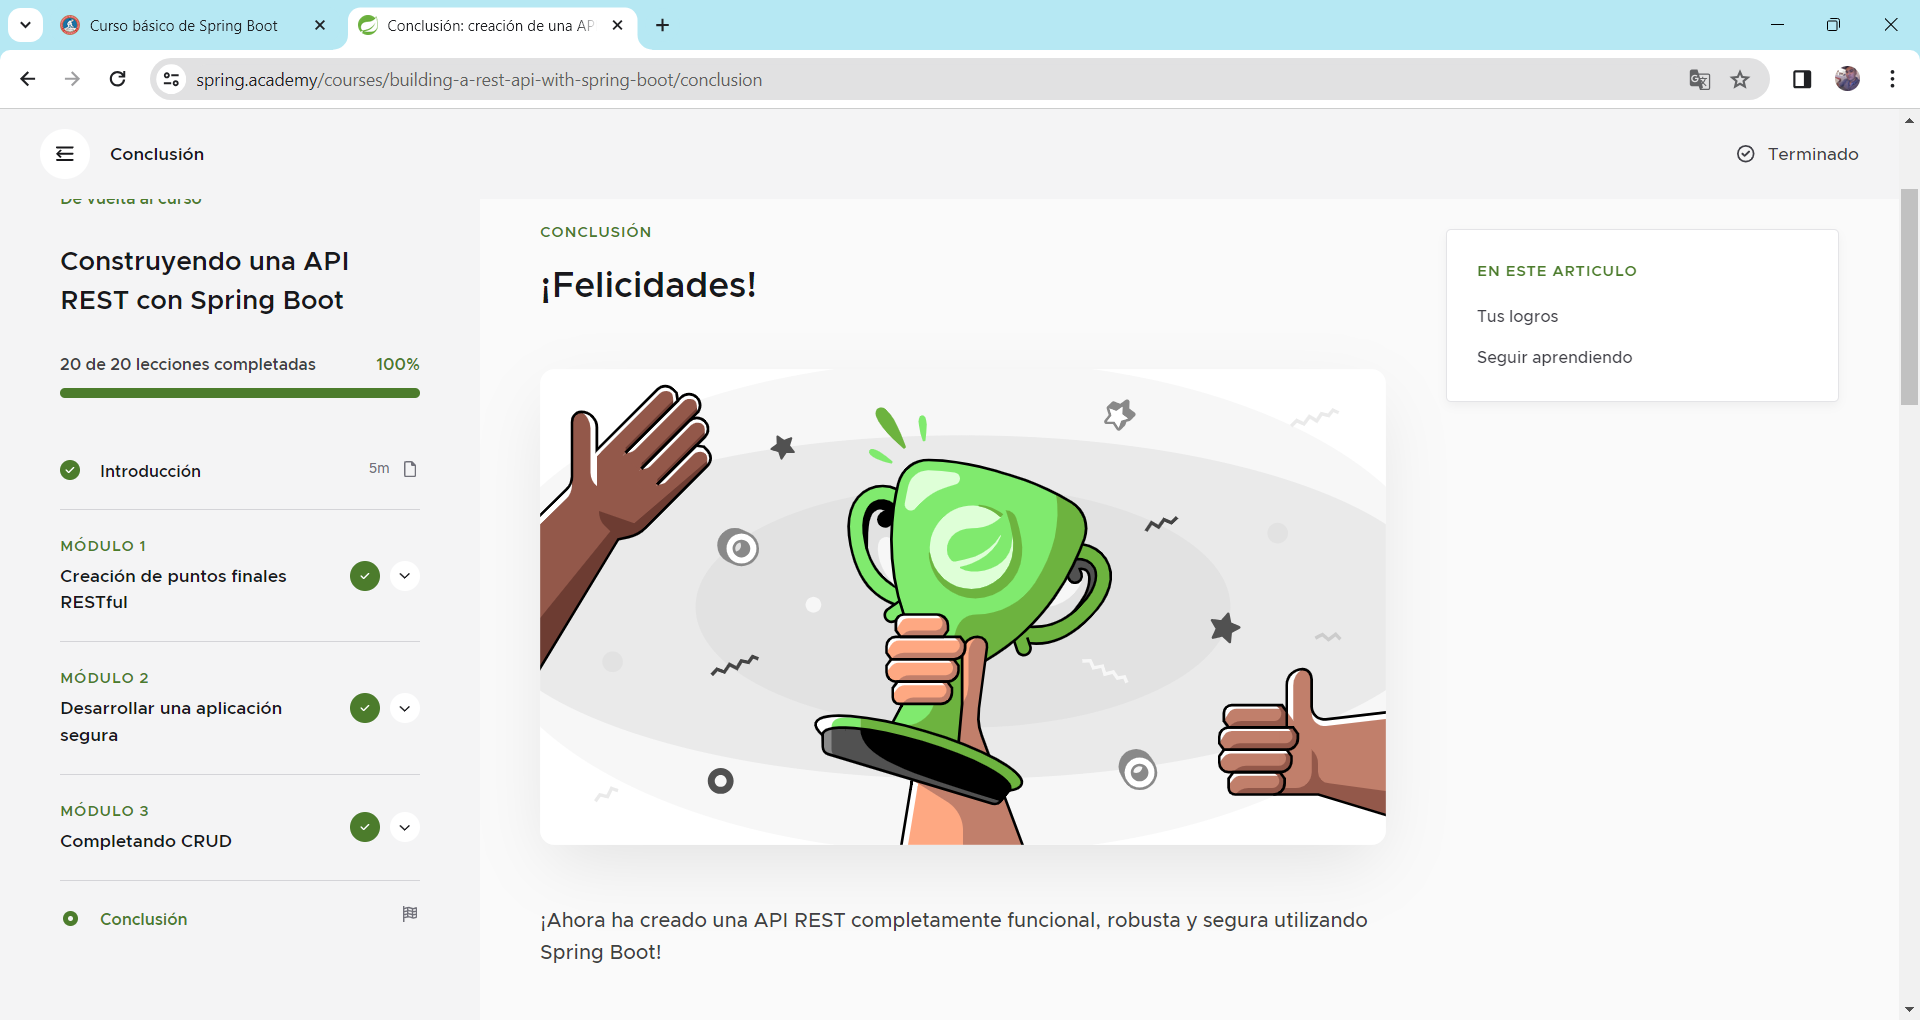 Curso básico de Spring Boot
Conclusión: creación de una AP
spring.academy/courses/building-a-rest-api-with-spring-boot/conclusion
Conclusión
Terminado
De vuelta al curso
Construyendo una API
REST con Spring Boot
20 de 20 lecciones completadas 100%
Introducción 5m
MÓDULO 1
Creación de puntos finales
RESTful
MÓDULO 2
Desarrollar una aplicación
segura
MÓDULO 3
Completando CRUD
Conclusión
CONCLUSIÓN
¡Felicidades!
¡Ahora ha creado una API REST completamente funcional, robusta y segura utilizando
Spring Boot!
EN ESTE ARTICULO
Tus logros
Seguir aprendiendo